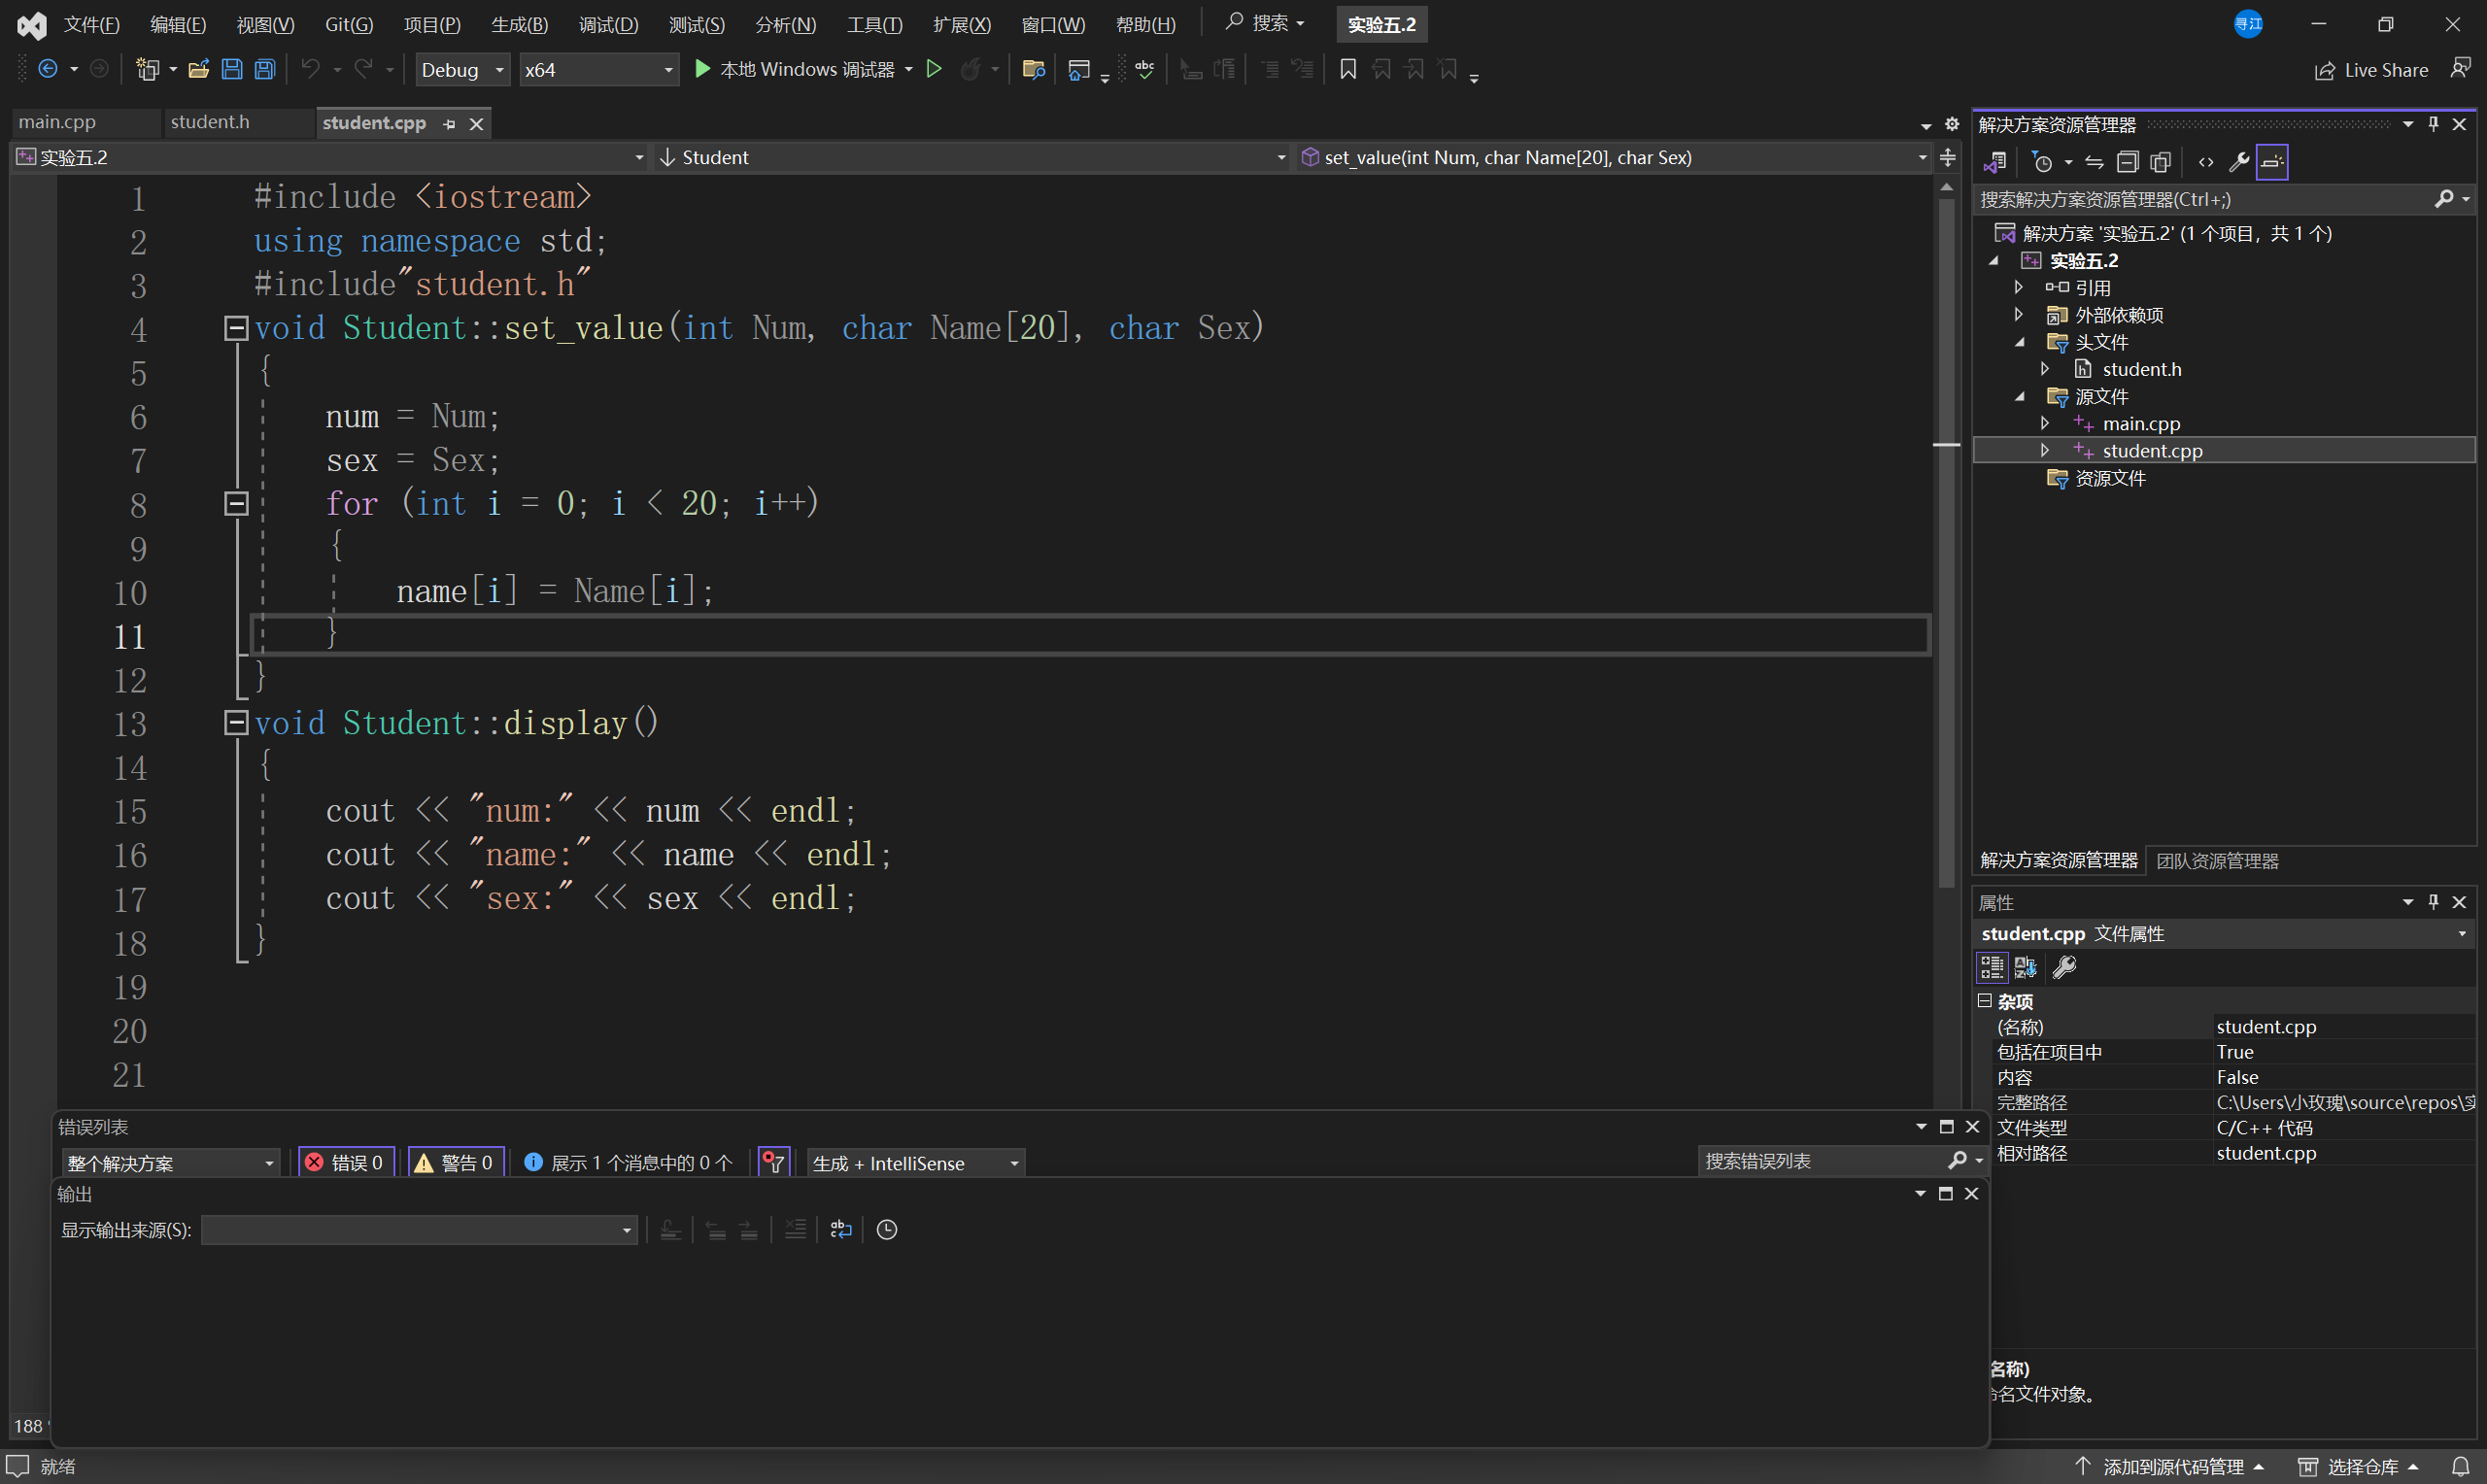 文件(F) 编辑(E) 视图(V) Git(G) 项目(P) 生成(B) 调试(D) 测试(S) 分析(N) 工具(T) 扩展(X) 窗口(W) 帮助(H) 搜索 实验五.2 寻江
Debug x64 本地 Windows 调试器 abc Live Share
main.cpp student.h student.cpp
实验五.2 Student set_value(int Num, char Name[20], char Sex)
1 #include <iostream>
2 using namespace std;
3 #include"student.h"
4 void Student::set_value(int Num, char Name[20], char Sex)
5 {
6 num = Num;
7 sex = Sex;
8 for (int i = 0; i < 20; i++)
9 {
10 name[i] = Name[i];
11 }
12 }
13 void Student::display()
14 {
15 cout << "num:" << num << endl;
16 cout << "name:" << name << endl;
17 cout << "sex:" << sex << endl;
18 }
19
20
21
188
错误列表
整个解决方案 错误 0 警告 0 展示 1 个消息中的 0 个 生成 + IntelliSense 搜索错误列表
输出
显示输出来源(S):
解决方案资源管理器
搜索解决方案资源管理器(Ctrl+;)
解决方案 '实验五.2' (1 个项目，共 1 个)
实验五.2
引用
外部依赖项
头文件
student.h
源文件
main.cpp
student.cpp
资源文件
解决方案资源管理器 团队资源管理器
属性
student.cpp 文件属性
杂项
(名称) student.cpp
包括在项目中 True
内容 False
完整路径 C:\Users\小玫瑰\source\repos\实
文件类型 C/C++ 代码
相对路径 student.cpp
名称)
命名文件对象。
就绪 添加到源代码管理 选择仓库